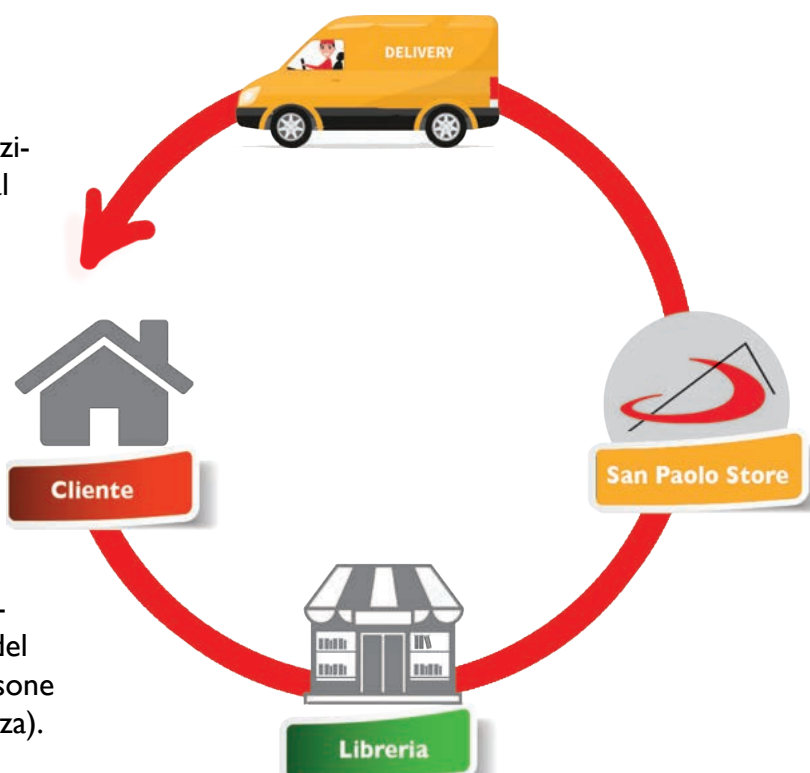 DELIVERY
zi-
l
San Paolo Store
Cliente
-
del
sone
za).
Libreria